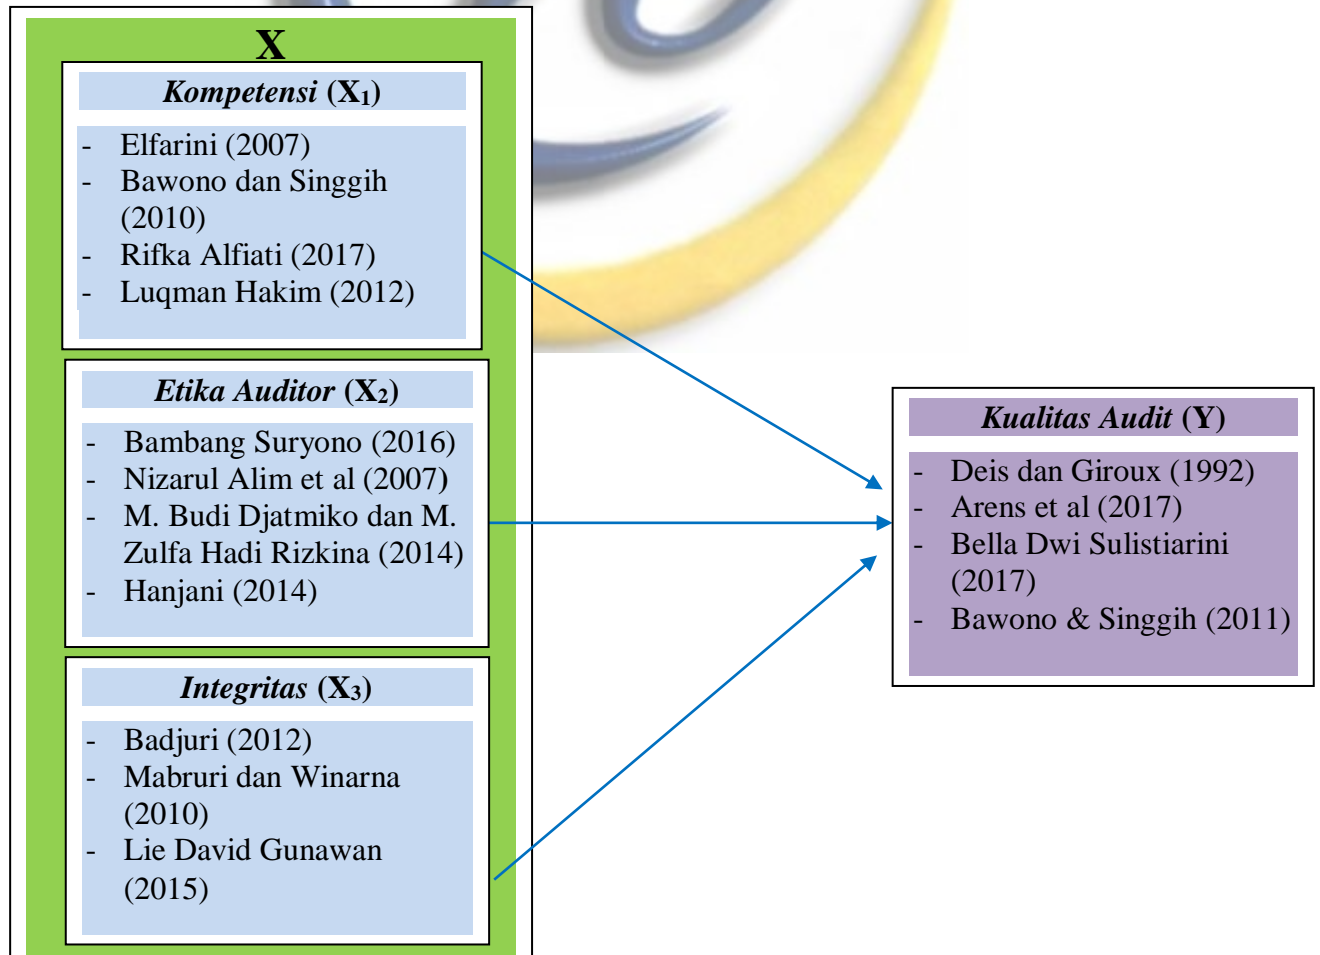 X
Kompetensi (X₁)
- Elfarini (2007)
- Bawono dan Singgih
(2010)
- Rifka Alfiati (2017)
- Luqman Hakim (2012)
Etika Auditor (X₂)
- Bambang Suryono (2016)
- Nizarul Alim et al (2007)
- M. Budi Djatmiko dan M.
Zulfa Hadi Rizkina (2014)
- Hanjani (2014)
Integritas (X₃)
- Badjuri (2012)
- Mabruri dan Winarna
(2010)
- Lie David Gunawan
(2015)
Kualitas Audit (Y)
- Deis dan Giroux (1992)
- Arens et al (2017)
- Bella Dwi Sulistiarini
(2017)
- Bawono & Singgih (2011)